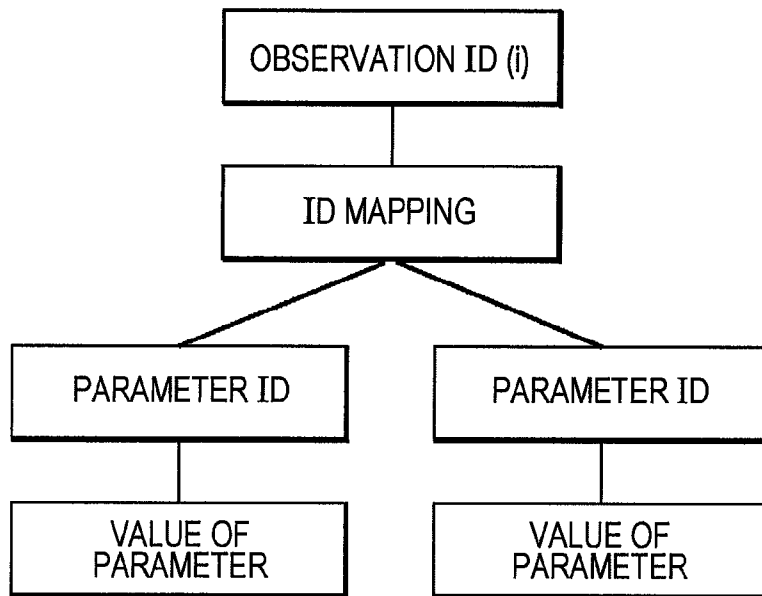 OBSERVATION ID (i)
ID MAPPING
PARAMETER ID
PARAMETER ID
VALUE OF
PARAMETER
VALUE OF
PARAMETER